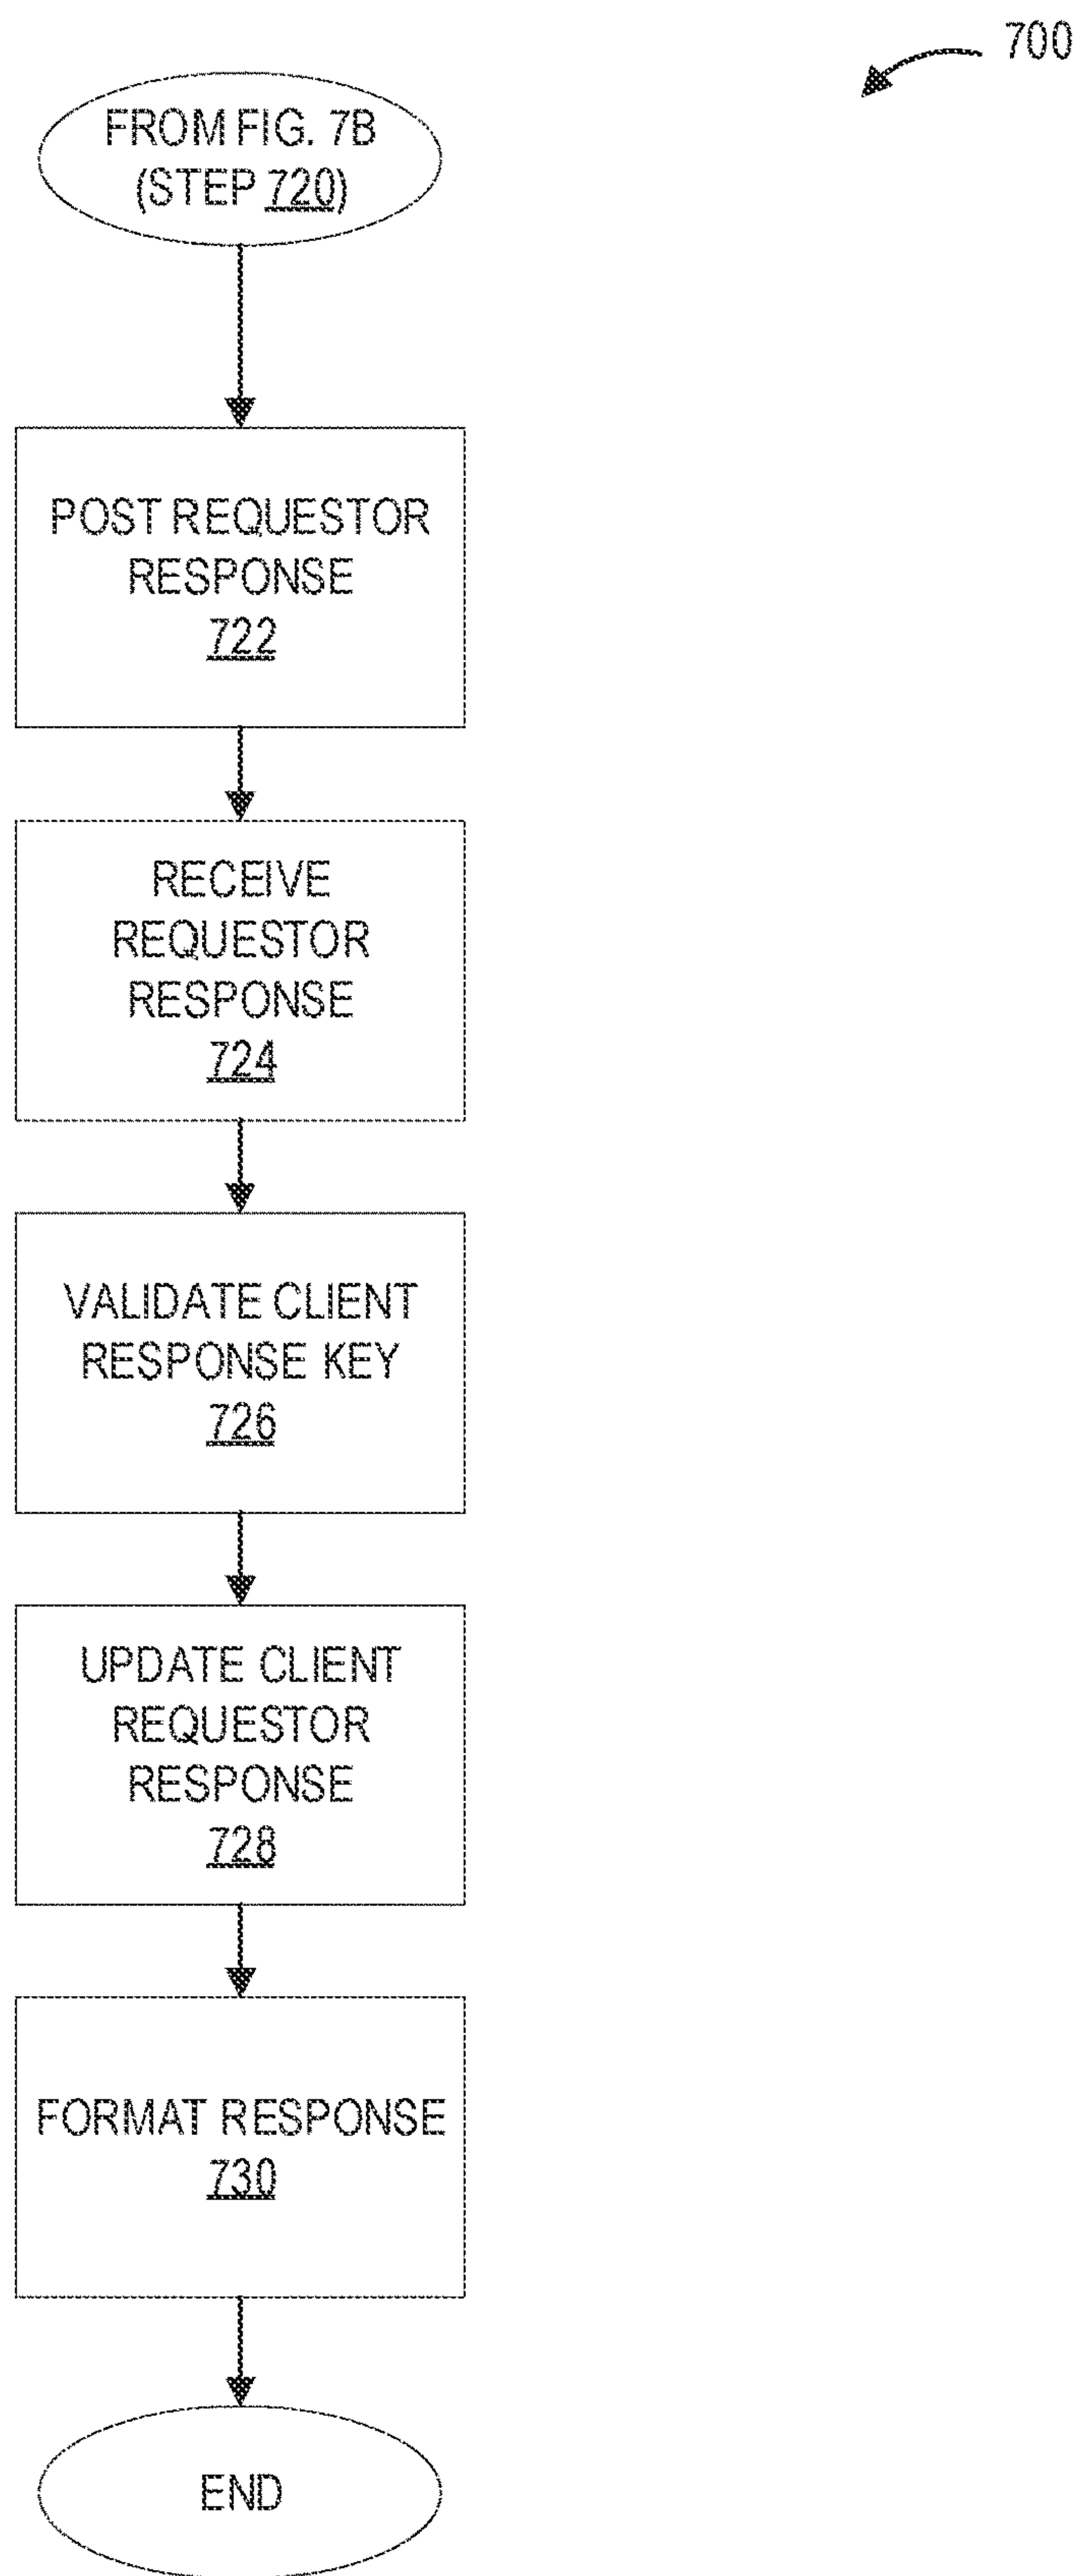 700
FROM FIG. 7B
(STEP 720)
POST REQUESTOR
RESPONSE
722
RECEIVE
REQUESTOR
RESPONSE
724
VALIDATE CLIENT
RESPONSE KEY
726
UPDATE CLIENT
REQUESTOR
RESPONSE
728
FORMAT RESPONSE
730
END